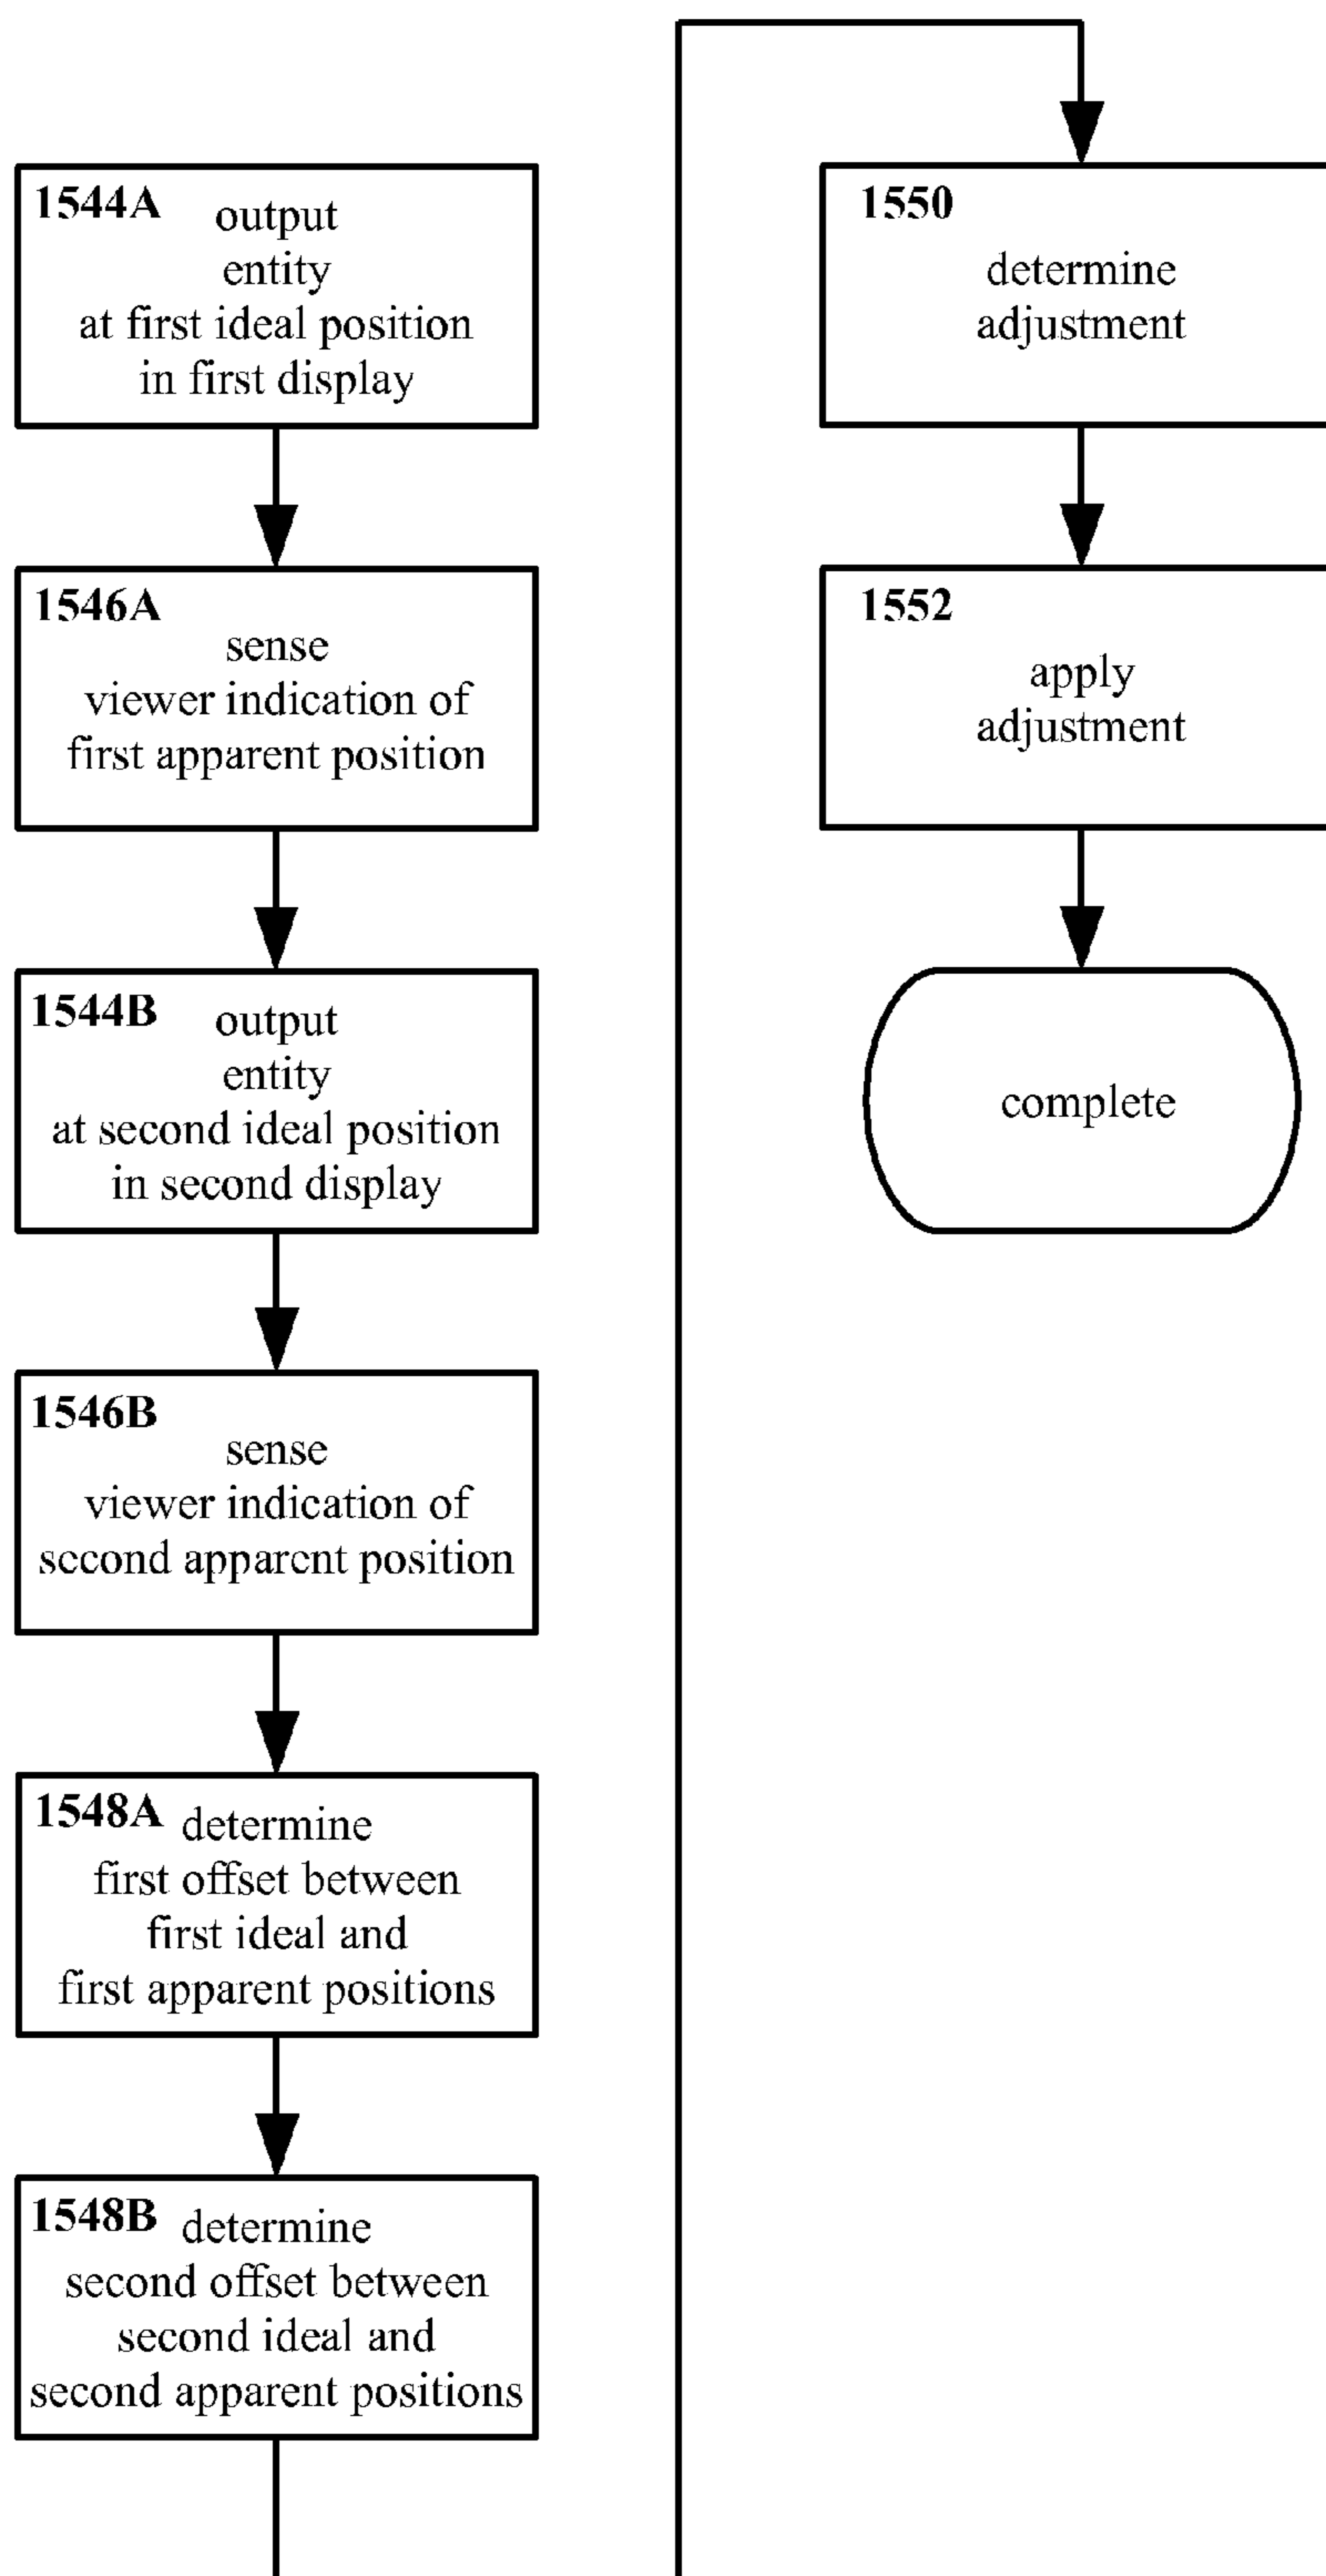 1544A
output
entity
at first ideal position
in first display
1546A
sense
viewer indication of
first apparent position
1544B
output
entity
at second ideal position
in second display
1546B
sense
viewer indication of
second apparent position
1548A
determine
first offset between
first ideal and
first apparent positions
1548B
determine
second offset between
second ideal and
second apparent positions
1550
determine
adjustment
1552
apply
adjustment
complete